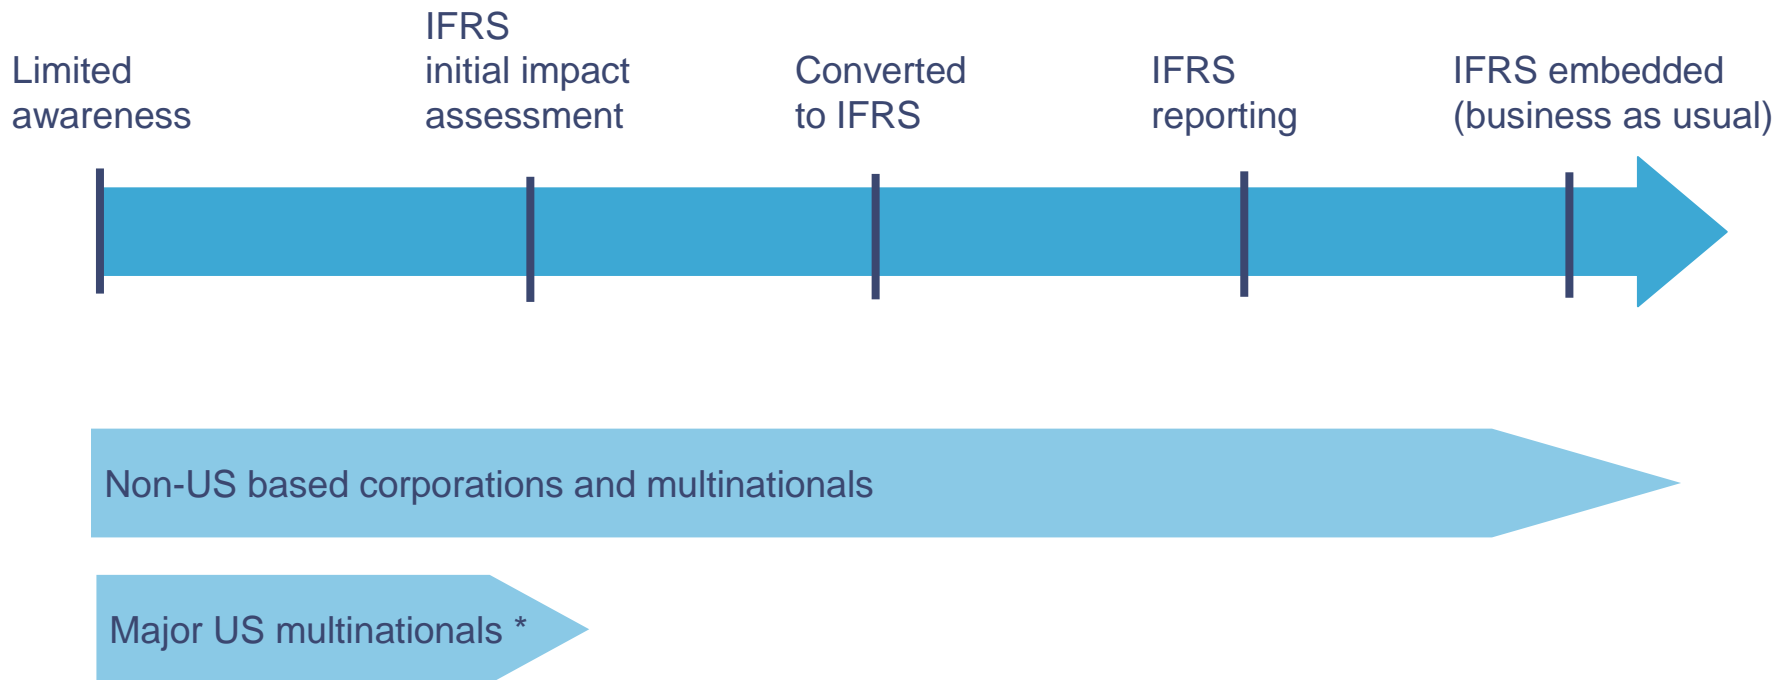 Limited
awareness
IFRS
initial impact
assessment
Converted
to IFRS
IFRS
reporting
IFRS embedded
(business as usual)
Non-US based corporations and multinationals
Major US multinationals *